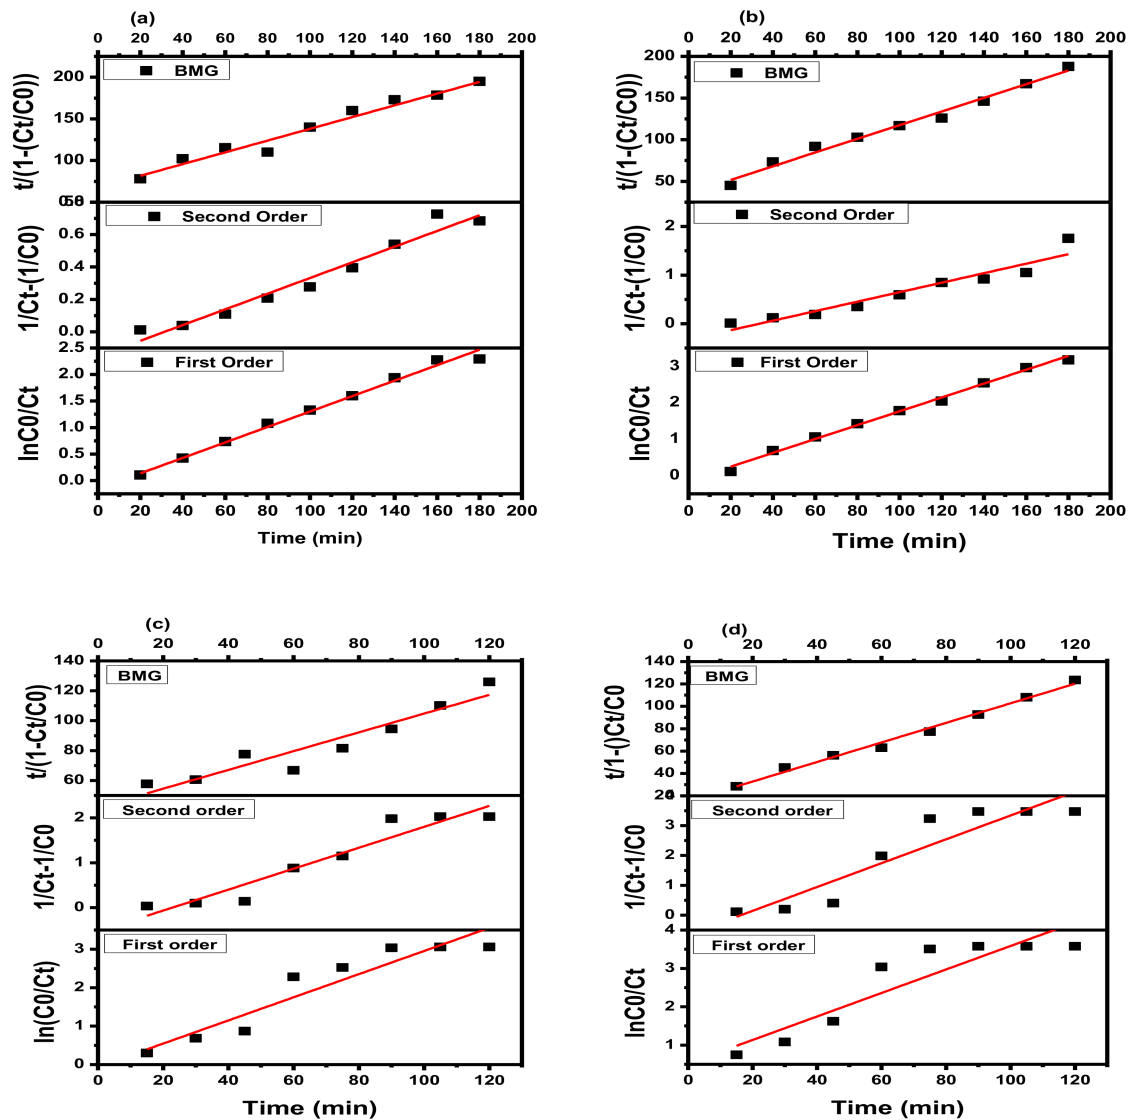 (a)
0 20 40 60 80 100 120 140 160 180 200
BMG
t/(1-(Ct/C0))
200
150
100
50
Second Order
1/Ct-(1/C0)
0.6
0.4
0.2
0.0
First Order
lnC0/Ct
2.5
2.0
1.5
1.0
0.5
0.0
0 20 40 60 80 100 120 140 160 180 200
Time (min)
(b)
0 20 40 60 80 100 120 140 160 180 200
BMG
t/(1-(Ct/C0))
200
150
100
50
Second Order
1/Ct-(1/C0)
2
1
0
First Order
lnC0/Ct
3
2
1
0
0 20 40 60 80 100 120 140 160 180 200
Time (min)
(c)
0 20 40 60 80 100 120
BMG
t/(1-Ct/C0)
140
120
100
80
60
Second order
1/Ct-1/C0
2
1
0
First order
ln(C0/Ct)
3
2
1
0
0 20 40 60 80 100 120
Time (min)
(d)
0 20 40 60 80 100 120
BMG
t/1-()Ct/C0
140
120
100
80
60
40
Second order
1/Ct-1/C0
3
2
1
0
First order
lnC0/Ct
4
3
2
1
0 20 40 60 80 100 120
Time (min)